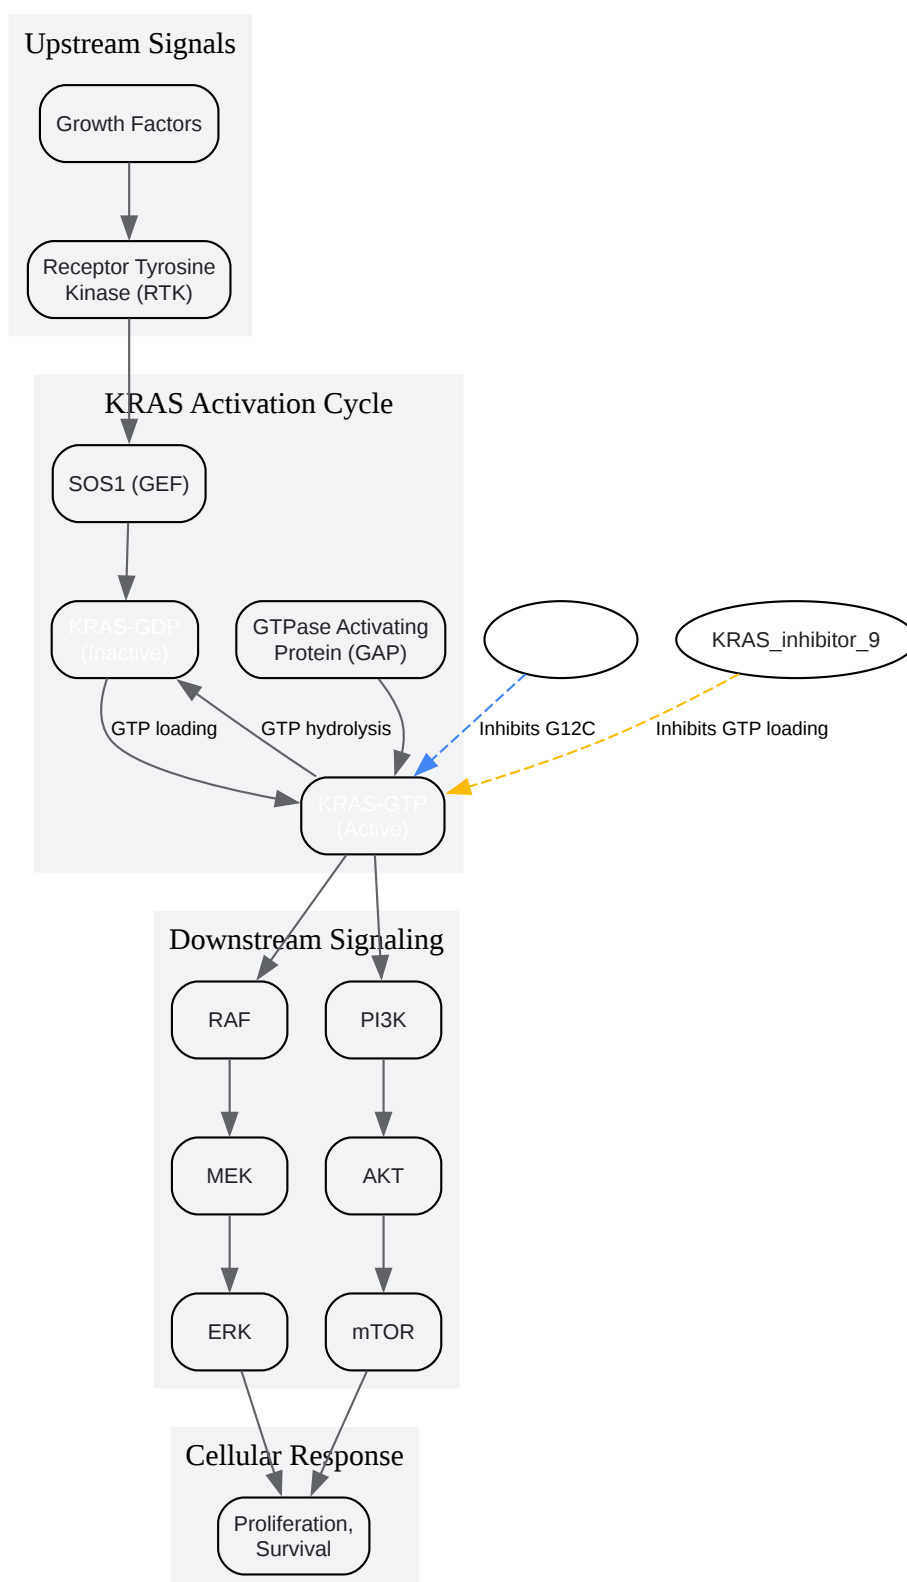 Upstream Signals
Growth Factors
Receptor Tyrosine
Kinase (RTK)
KRAS Activation Cycle
SOS1 (GEF)
KRAS-GDP
(Inactive)
GTPase Activating
Protein (GAP)
KRAS_inhibitor_9
GTP loading
GTP hydrolysis
Inhibits G12C
Inhibits GTP loading
KRAS-GTP
(Active)
Downstream Signaling
RAF
PI3K
MEK
AKT
ERK
mTOR
Cellular Response
Proliferation,
Survival